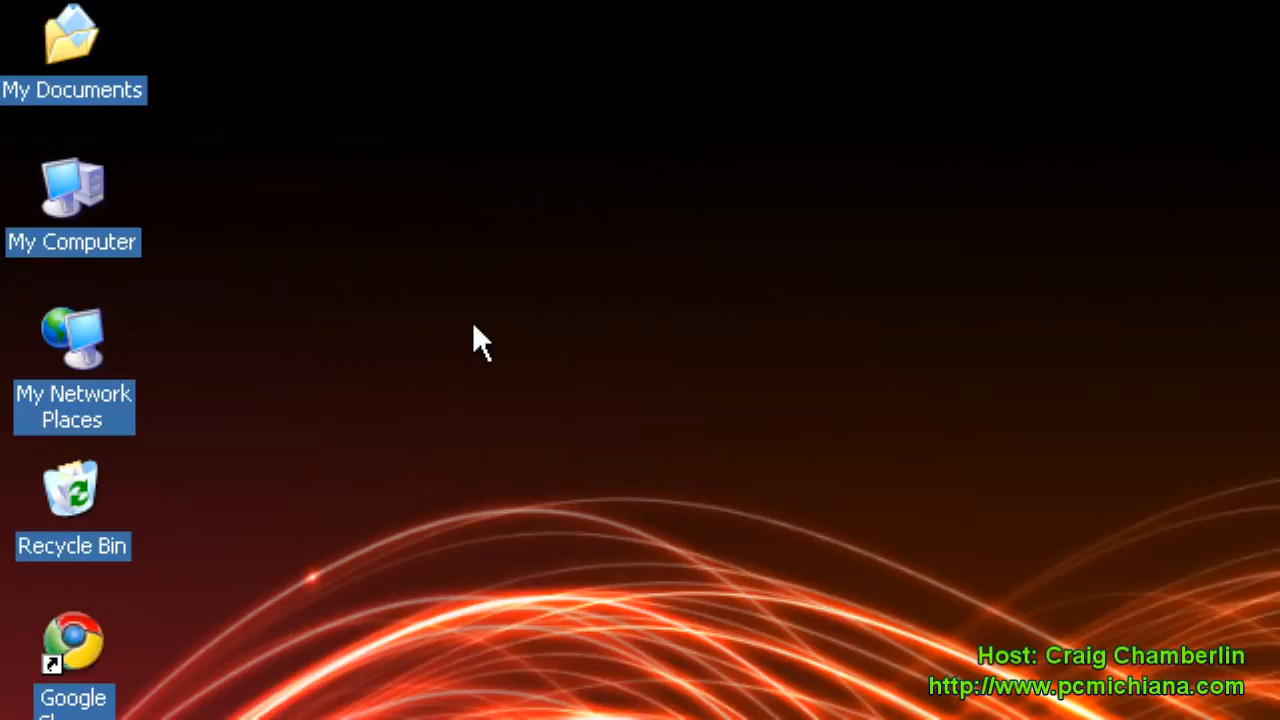 My Documents
My Computer
My Network
Places
Recycle Bin
Google
Host: Craig Chamberlin
http://www.pcmichiana.com